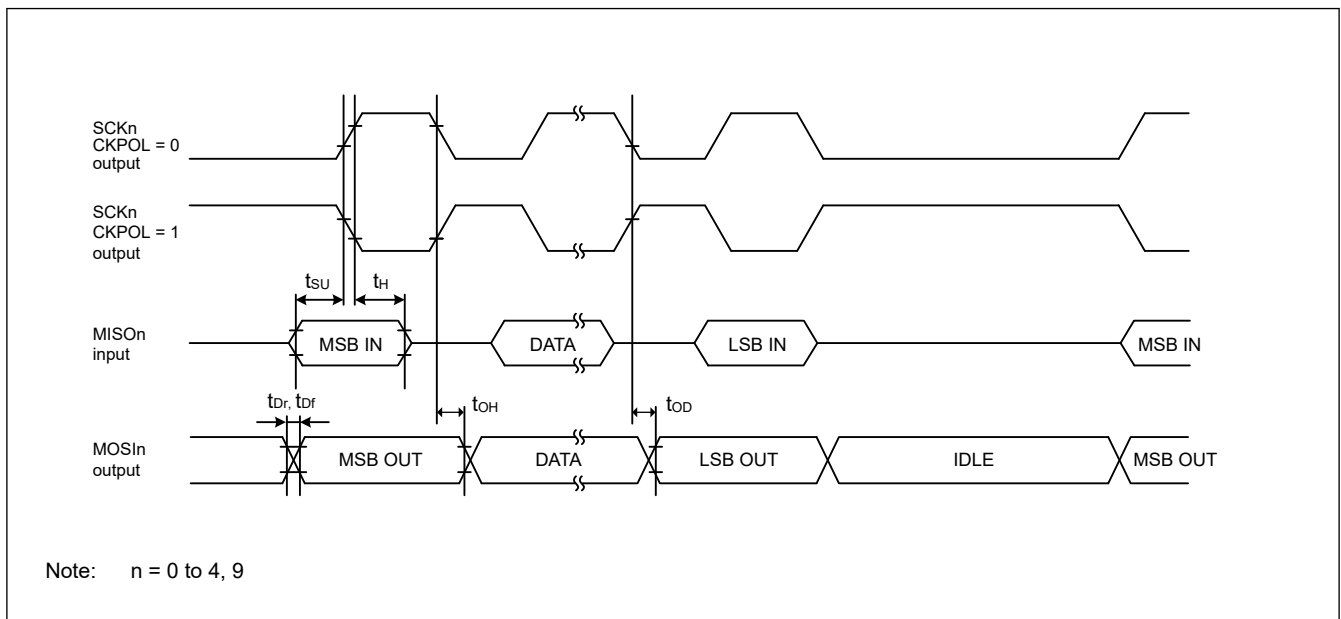 SCKn
CKPOL = 0
output
SCKn
CKPOL = 1
output
tSU
tH
MISOn
input
MSB IN
DATA
LSB IN
MSB IN
tDr, tDf
tOH
tOD
MOSIn
output
MSB OUT
DATA
LSB OUT
IDLE
MSB OUT
Note: n = 0 to 4, 9